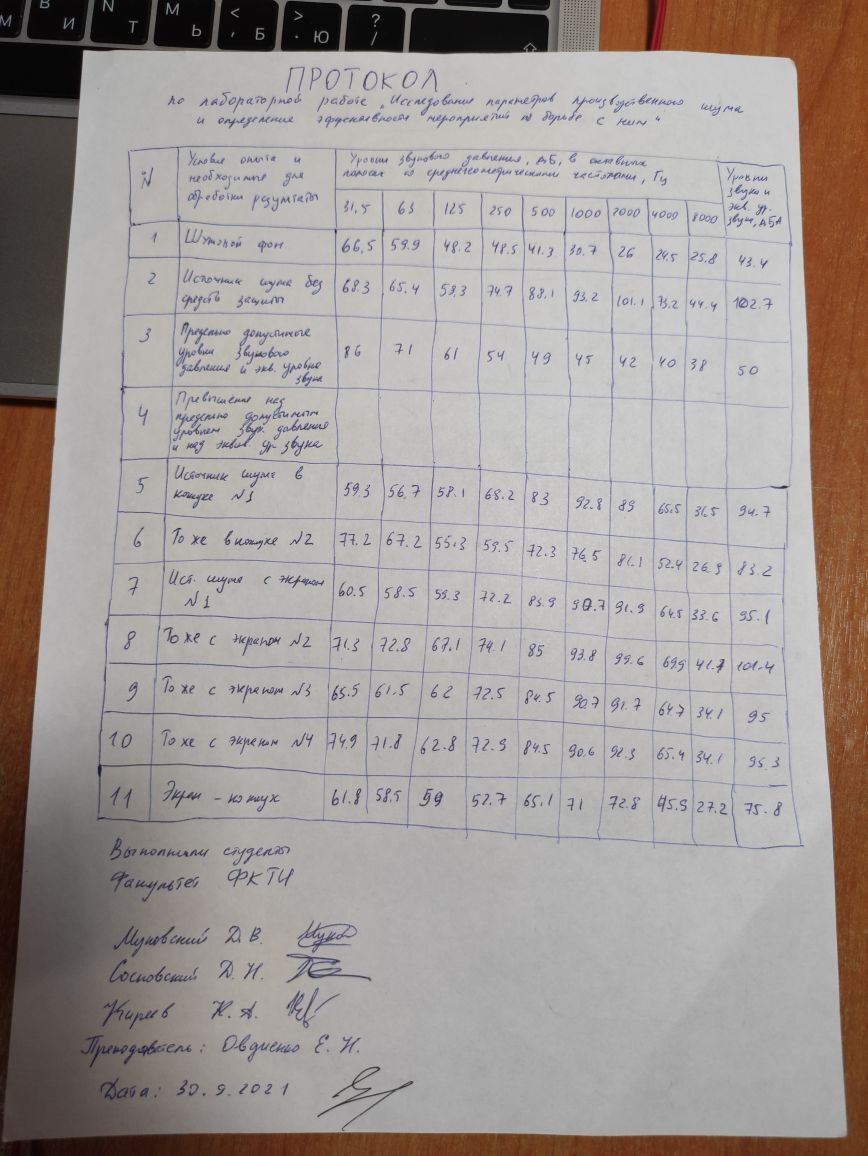 М И N Т Ь < , Б > . Ю ? / ⇧
ПРОТОКОЛ
по лабораторной работе „Исследование параметров производственного шума
и определение эффективности мероприятий по борьбе с ним"
N Условие опыта и необходимые для обработки результаты Уровни звукового давления, дБ, в октавных полосах со среднегеометрическими частотами, Гц Уровни звука и экв. ур. звука, дБА
31,5 63 125 250 500 1000 2000 4000 8000
1 Шумовой фон 66,5 59.9 48.2 48.5 41.3 30.7 26 24.5 25.8 43.4
2 Источник шума без средств защиты 68.3 65.4 58.3 74.7 88.1 93.2 101.1 73.2 44.4 102.7
3 Предельно допустимые уровни звукового давления и экв. уровня звука 86 71 61 54 49 45 42 40 38 50
4 Превышение над предельно допустимым уровнем звук. давления и над эквив. ур. звука
5 Источник шума в кожухе №1 59.3 56.7 58.1 68.2 83 92.8 89 65.5 31.5 94.7
6 То же в кожухе №2 77.2 67.2 55.3 59.5 72.3 76.5 81.1 52.4 26.9 83.2
7 Ист. шума с экраном №1 60.5 58.5 59.3 72.2 83.9 90.7 91.9 64.5 33.6 95.1
8 То же с экраном №2 71.3 72.8 67.1 74.1 85 93.8 99.6 69.9 41.7 101.4
9 То же с экраном №3 65.5 61.5 62 72.5 84.5 90.7 91.7 64.7 34.1 95
10 То же с экраном №4 74.9 71.8 62.8 72.9 84.5 90.6 92.3 65.4 34.1 95.3
11 Экран - кожух 61.8 58.5 59 52.7 65.1 71 72.8 45.9 27.2 75.8
Выполнили студенты
Факультет ФКТИ
Муковский Д.В.
Сосновский Д.Н.
Киреев К.А.
Преподаватель: Овдиенко Е.Н.
Дата: 30.9.2021